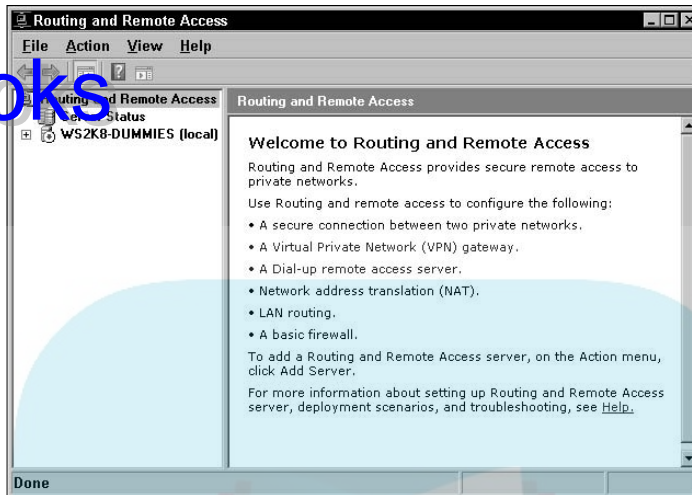 Routing and Remote Access
File Action View Help
oks
Routing and Remote Access
Server Status
WS2K8-DUMMIES (local)
Routing and Remote Access
Welcome to Routing and Remote Access
Routing and Remote Access provides secure remote access to
private networks.
Use Routing and remote access to configure the following:
• A secure connection between two private networks.
• A Virtual Private Network (VPN) gateway.
• A Dial-up remote access server.
• Network address translation (NAT).
• LAN routing.
• A basic firewall.
To add a Routing and Remote Access server, on the Action menu,
click Add Server.
For more information about setting up Routing and Remote Access
server, deployment scenarios, and troubleshooting, see Help.
Done